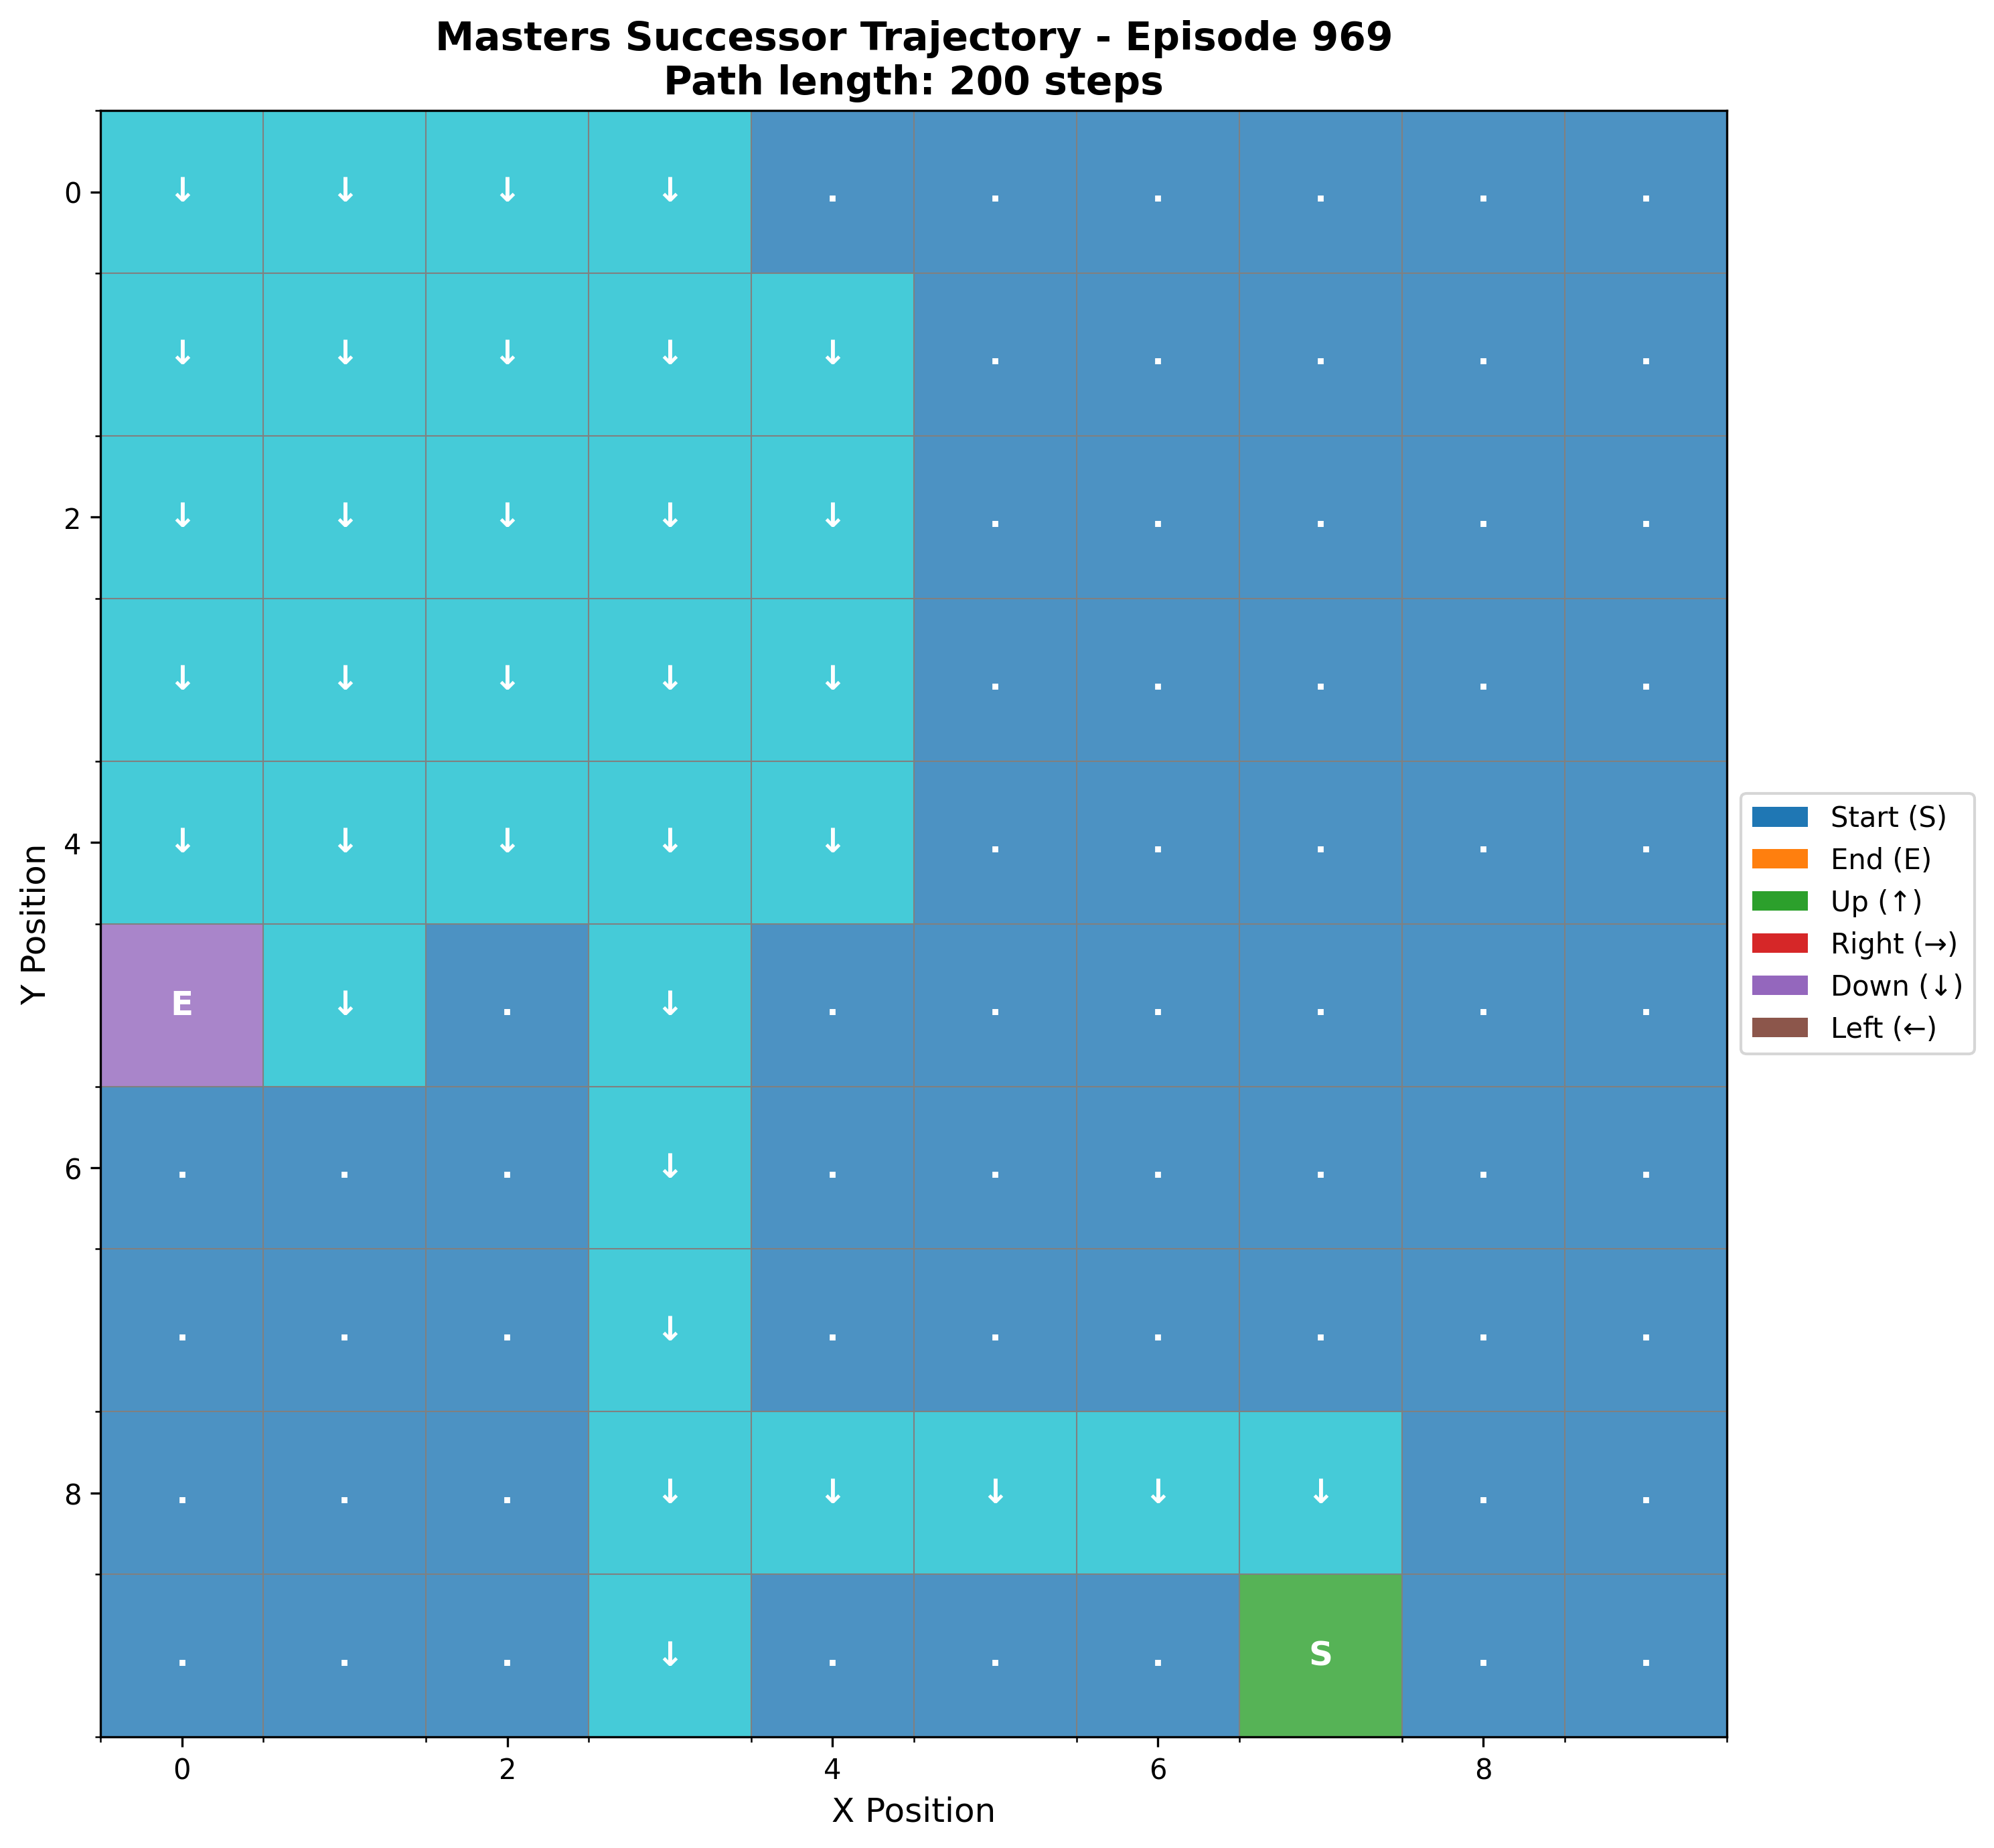 Masters Successor Trajectory - Episode 969
Path length: 200 steps
0 ↓ ↓ ↓ ↓ . . . . . .
↓ ↓ ↓ ↓ ↓ . . . . .
2 ↓ ↓ ↓ ↓ ↓ . . . . .
↓ ↓ ↓ ↓ ↓ . . . . .
4 ↓ ↓ ↓ ↓ ↓ . . . . .
E ↓ . ↓ . . . . . .
6 . . . ↓ . . . . . .
. . . ↓ . . . . . .
8 . . . ↓ ↓ ↓ ↓ ↓ . .
. . . ↓ . . . S . .
0 2 4 6 8
X Position
Y Position
Start (S)
End (E)
Up (↑)
Right (→)
Down (↓)
Left (←)